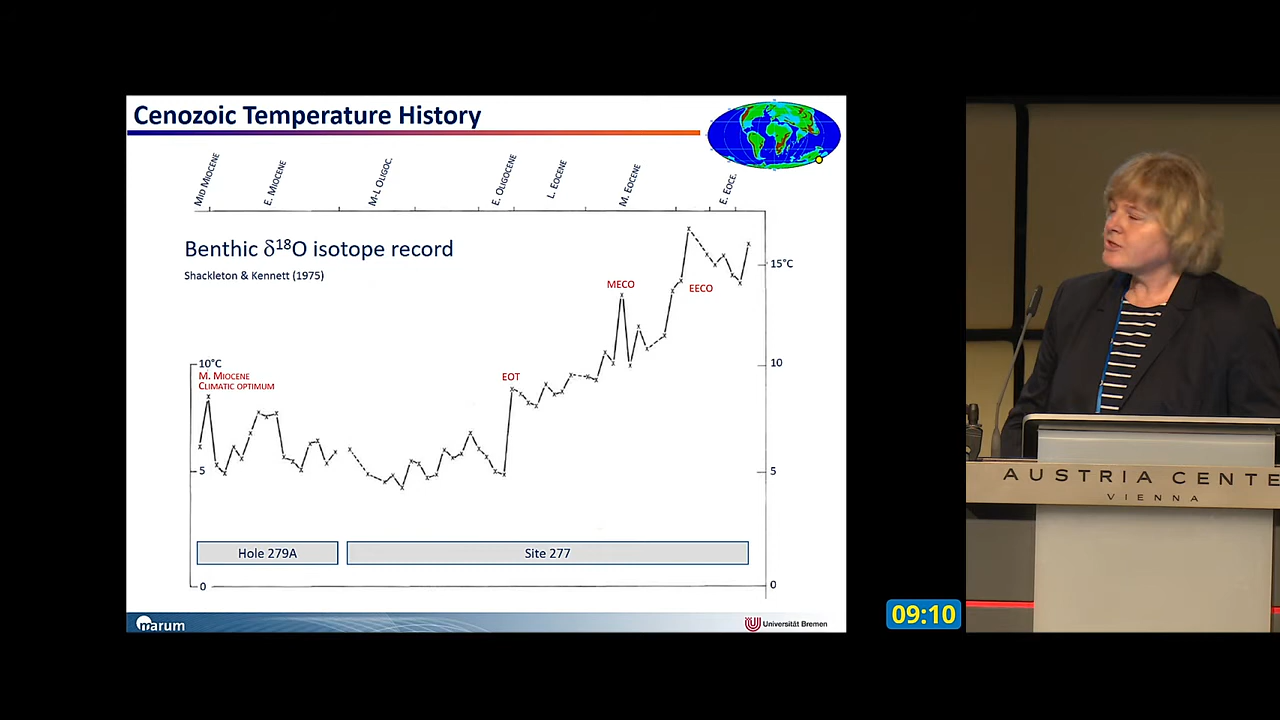 Cenozoic Temperature History
MID MIOCENE
E. MIOCENE
M-L OLIGOC.
E. OLIGOCENE
L. EOCENE
M. EOCENE
E. EOCE.
Benthic δ18O isotope record
Shackleton & Kennett (1975)
15°C
MECO
EECO
10°C
10
M. MIOCENE
CLIMATIC OPTIMUM
EOT
5
5
Hole 279A
Site 277
0
0
marum
Universität Bremen
09:10
AUSTRIA CENTE
VIENNA